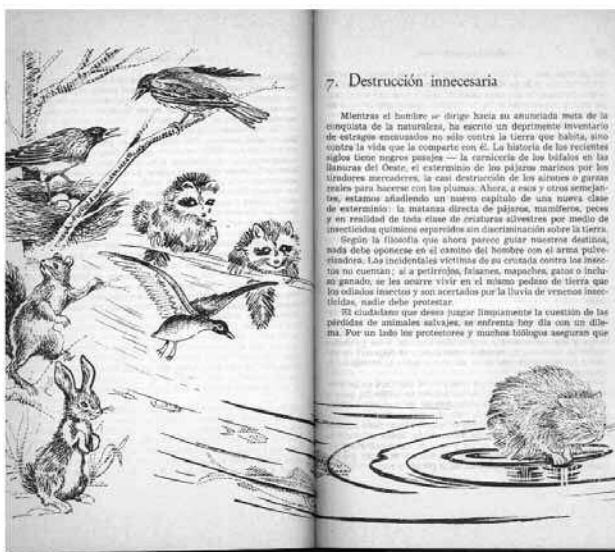 7. Destrucción innecesaria
Mientras el hombre se dirige hacia su anunciada meta de la
conquista de la naturaleza, ha escrito un deprimente inventario
de estragos encauzados no sólo contra la tierra que habita, sino
contra la vida que la comparte con él. La historia de los recientes
siglos tiene negros pasajes — la carnicería de los búfalos en las
llanuras del Oeste, el exterminio de los pájaros marinos por los
tiradores mercaderes, la casi destrucción de los airones o garzas
reales para hacerse con las plumas. Ahora, a esos y otros semejan-
tes, estamos añadiendo un nuevo capítulo de una nueva clase
de exterminio: la matanza directa de pájaros, mamíferos, peces
y en realidad de toda clase de criaturas silvestres por medio de
insecticidas químicos esparcidos sin discriminación sobre la tierra.
Según la filosofía que ahora parece guiar nuestros destinos,
nada debe oponerse en el camino del hombre con el arma pulve-
rizadora. Las incidentales víctimas de su cruzada contra los insec-
tos no cuentan; si a petirrojos, faisanes, mapaches, gatos o inclu-
so ganado, se les ocurre vivir en el mismo pedazo de tierra que
los odiados insectos y son acertados por la lluvia de venenos insec-
ticidas, nadie debe protestar.
El ciudadano que desea juzgar limpiamente la cuestión de las
pérdidas de animales salvajes, se enfrenta hoy día con un dile-
ma. Por un lado los protectores y muchos biólogos aseguran que